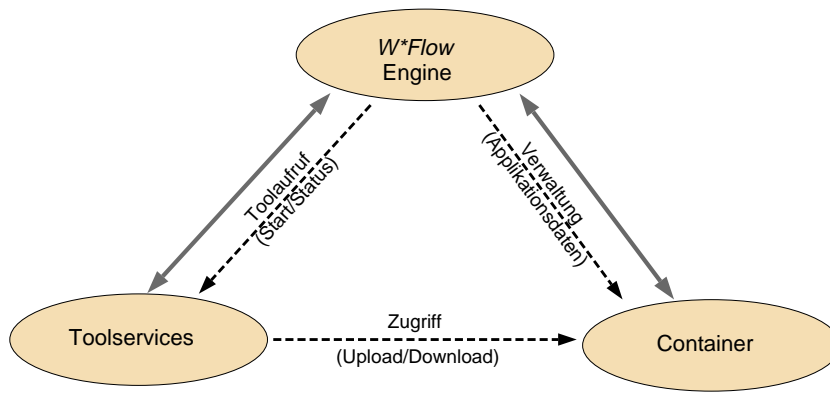 W*Flow
Engine
Toolaufruf
(Start/Status)
Verwaltung
(Applikationsdaten)
Toolservices
Zugriff
(Upload/Download)
Container